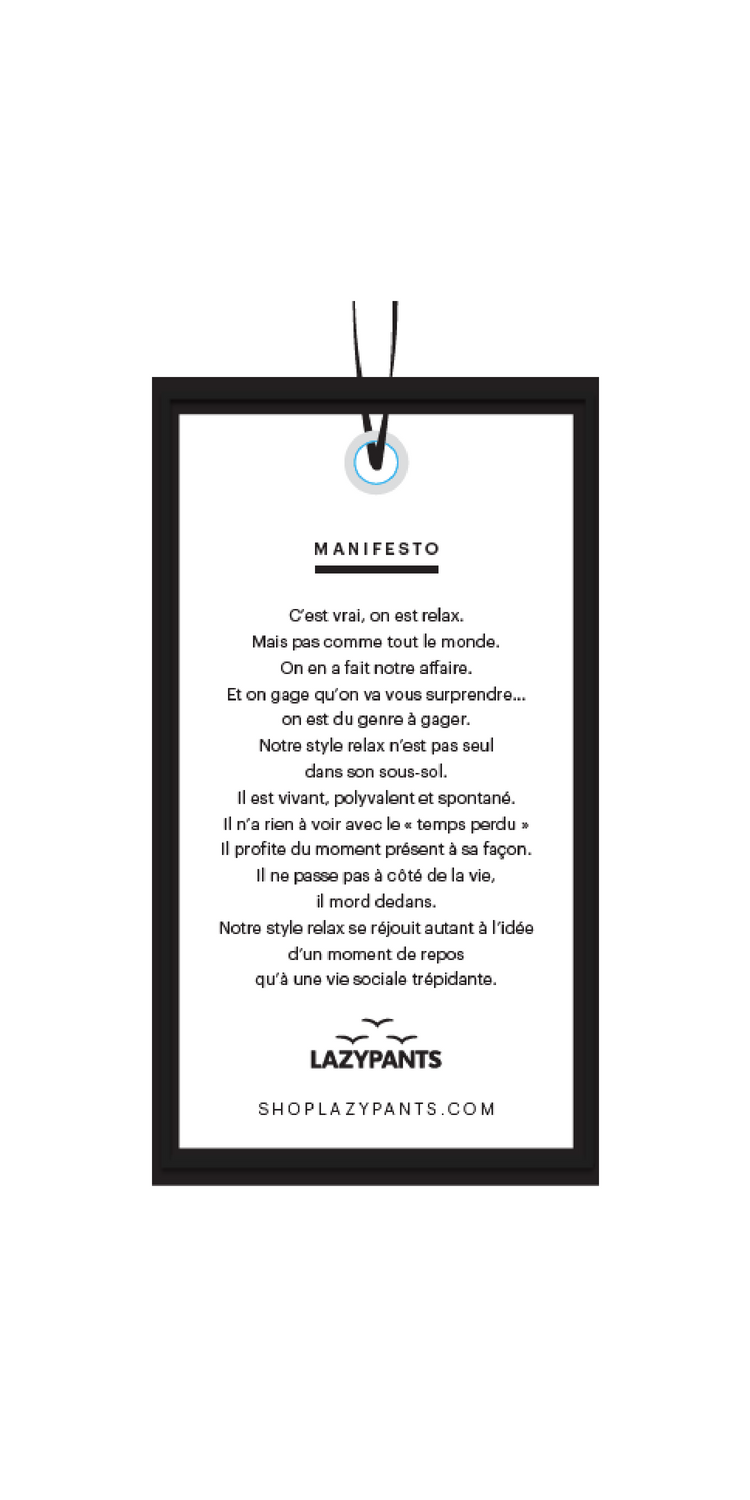 MANIFESTO
C'est vrai, on est relax.
Mais pas comme tout le monde.
On en a fait notre affaire.
Et on gage qu'on va vous surprendre...
on est du genre à gager.
Notre style relax n'est pas seul
dans son sous-sol.
Il est vivant, polyvalent et spontané.
Il n'a rien à voir avec le « temps perdu »
Il profite du moment présent à sa façon.
Il ne passe pas à côté de la vie,
il mord dedans.
Notre style relax se réjouit autant à l'idée
d'un moment de repos
qu'à une vie sociale trépidante.
LAZYPANTS
SHOPLAZYPANTS.COM